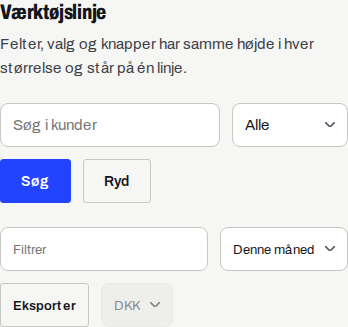 Værktøjslinje
Felter, valg og knapper har samme højde i hver
størrelse og står på én linje.
Søg i kunder
Alle
Søg
Ryd
Filtrer
Denne måned
Eksporter
DKK